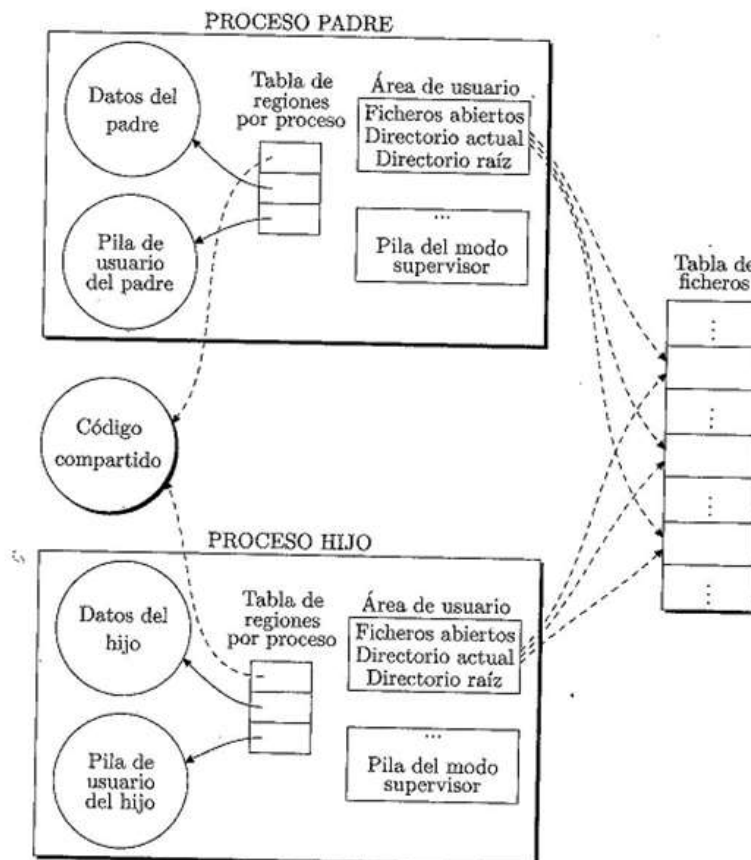 PROCESO PADRE
Datos del
padre
Tabla de
regiones
por proceso
Área de usuario
Ficheros abiertos
Directorio actual
Directorio raíz
Pila de
usuario
del padre
...
Pila del modo
supervisor
Tabla de
ficheros
Código
compartido
PROCESO HIJO
Datos del
hijo
Tabla de
regiones
por proceso
Área de usuario
Ficheros abiertos
Directorio actual
Directorio raíz
Pila de
usuario
del hijo
...
Pila del modo
supervisor